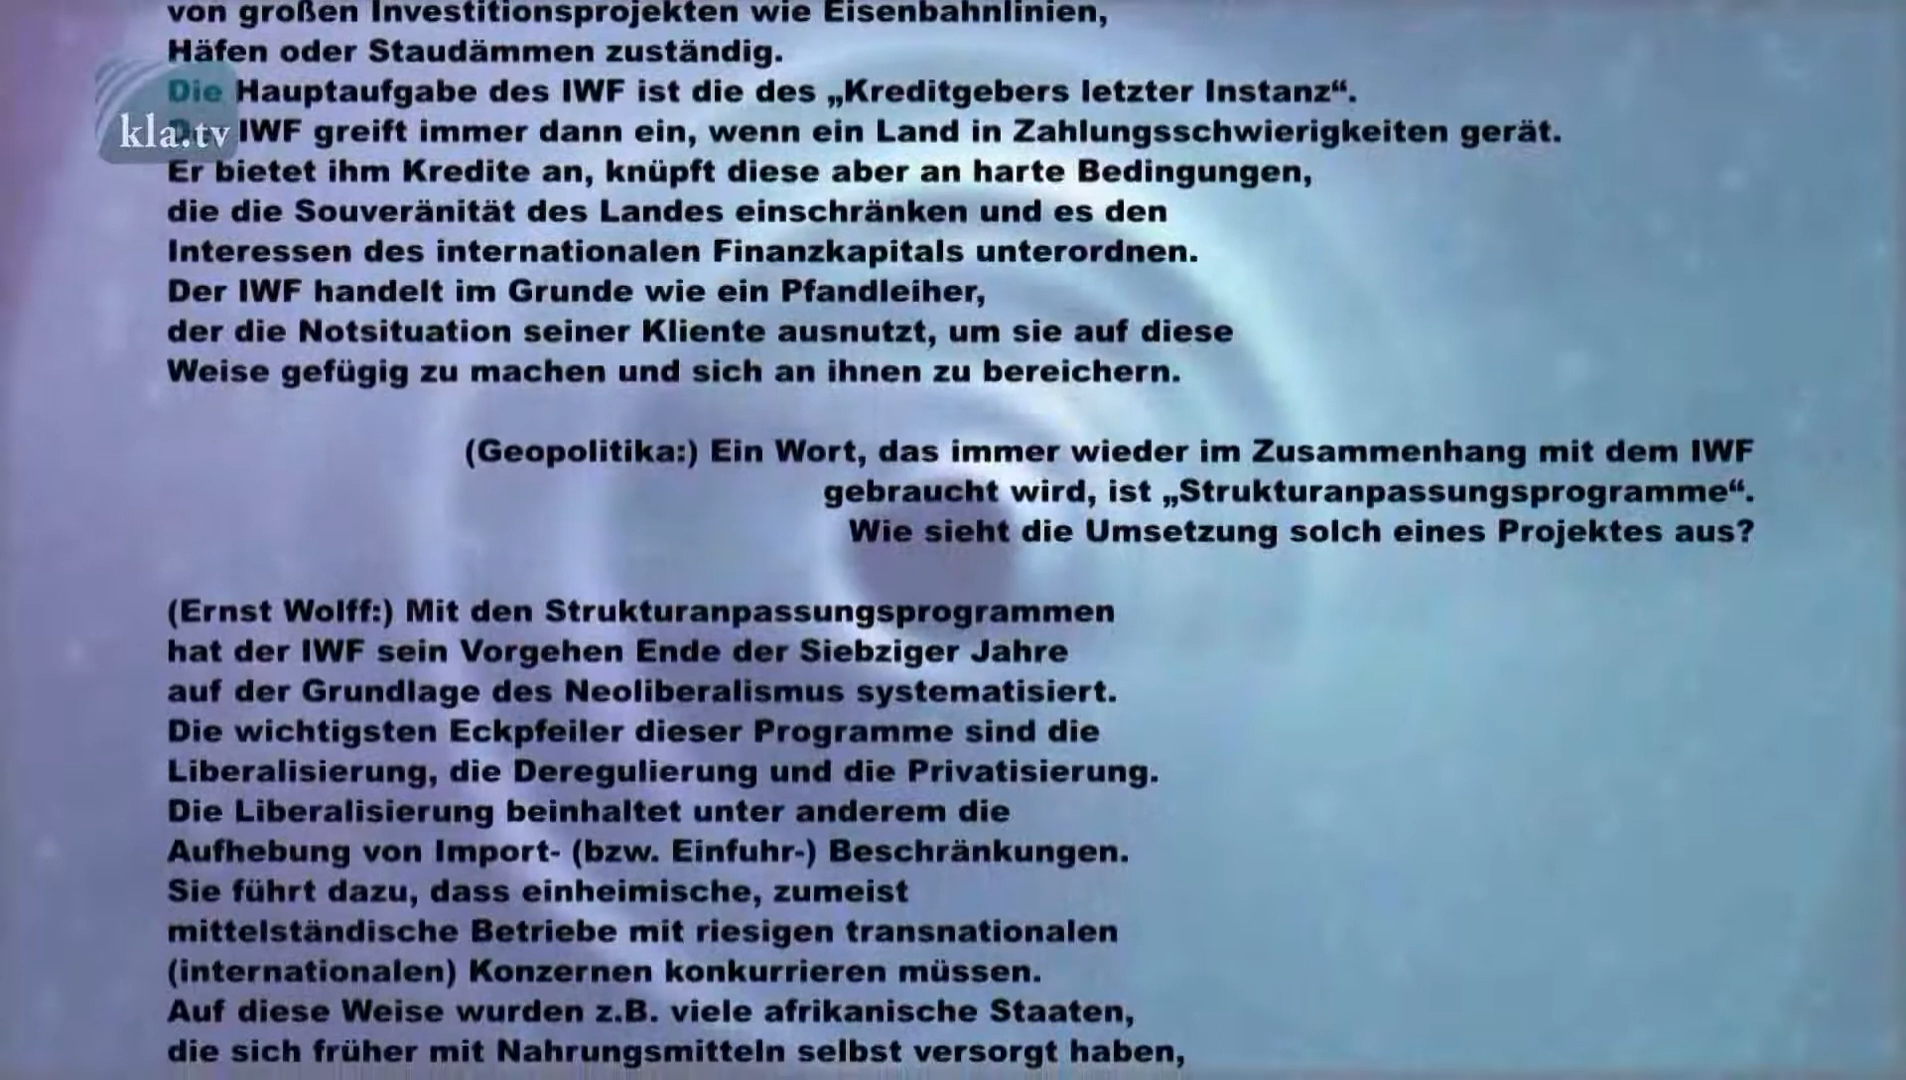 von großen Investitionsprojekten wie Eisenbahnlinien,
Häfen oder Staudämmen zuständig.
Die Hauptaufgabe des IWF ist die des „Kreditgebers letzter Instanz“.
kla.tv
IWF greift immer dann ein, wenn ein Land in Zahlungsschwierigkeiten gerät.
Er bietet ihm Kredite an, knüpft diese aber an harte Bedingungen,
die die Souveränität des Landes einschränken und es den
Interessen des internationalen Finanzkapitals unterordnen.
Der IWF handelt im Grunde wie ein Pfandleiher,
der die Notsituation seiner Kliente ausnutzt, um sie auf diese
Weise gefügig zu machen und sich an ihnen zu bereichern.
(Geopolitika:) Ein Wort, das immer wieder im Zusammenhang mit dem IWF
gebraucht wird, ist „Strukturanpassungsprogramme“.
Wie sieht die Umsetzung solch eines Projektes aus?
(Ernst Wolff:) Mit den Strukturanpassungsprogrammen
hat der IWF sein Vorgehen Ende der Siebziger Jahre
auf der Grundlage des Neoliberalismus systematisiert.
Die wichtigsten Eckpfeiler dieser Programme sind die
Liberalisierung, die Deregulierung und die Privatisierung.
Die Liberalisierung beinhaltet unter anderem die
Aufhebung von Import- (bzw. Einfuhr-) Beschränkungen.
Sie führt dazu, dass einheimische, zumeist
mittelständische Betriebe mit riesigen transnationalen
(internationalen) Konzernen konkurrieren müssen.
Auf diese Weise wurden z.B. viele afrikanische Staaten,
die sich früher mit Nahrungsmitteln selbst versorgt haben,